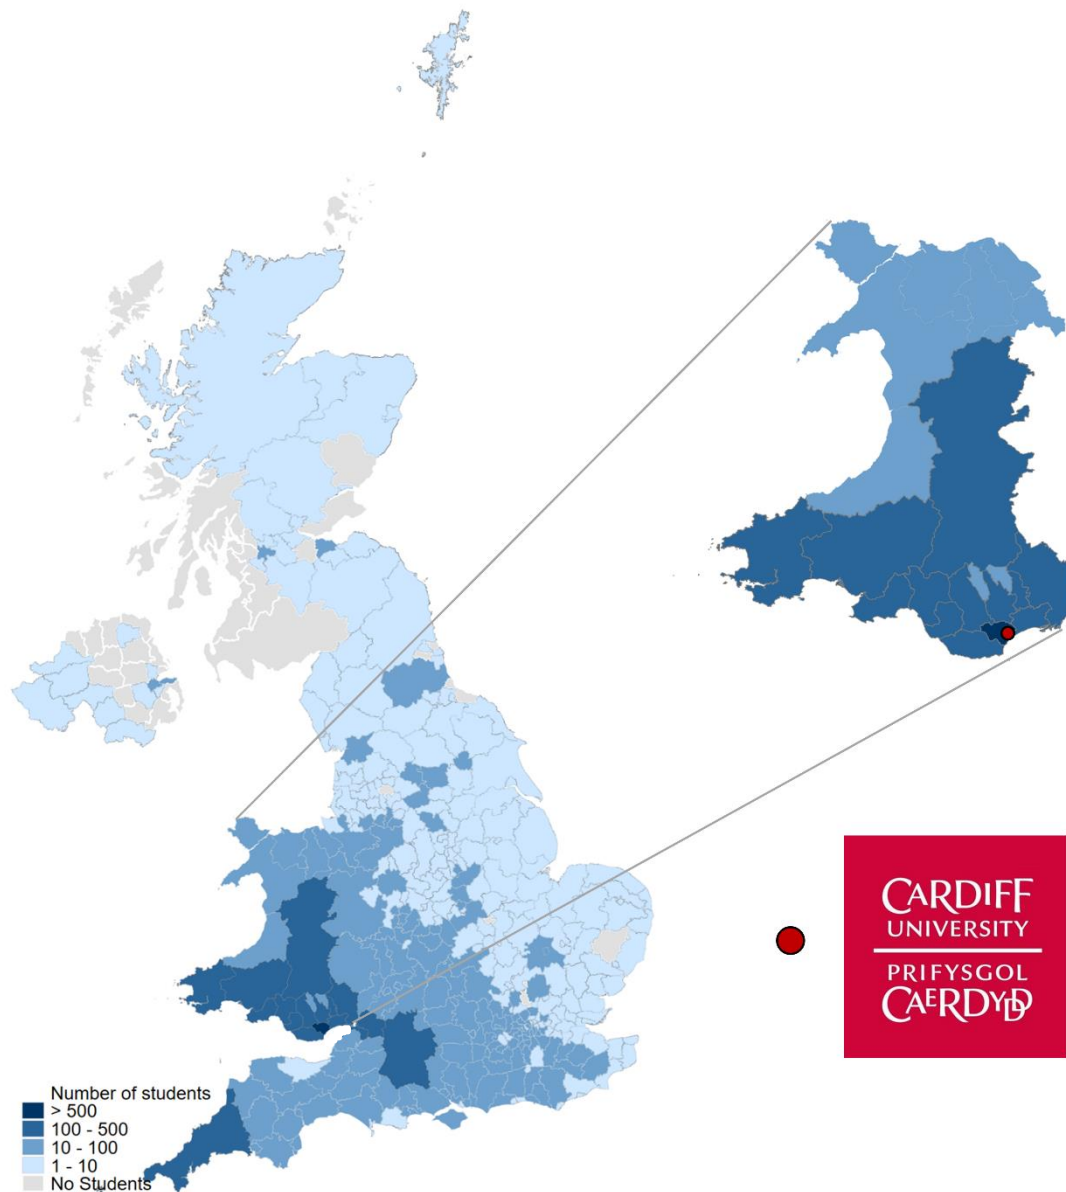 CARDIFF
UNIVERSITY
PRIFYSGOL
CAERDYDD
Number of students
> 500
100 - 500
10 - 100
1 - 10
No Students